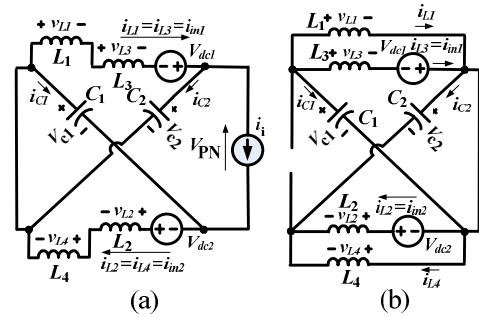 + vL1 -
iL1=iL3=iin1
L1
+ vL3 -
Vdc1
L3
+ -
iC1
C1
C2
iC2
Vc1
Vc2
VPN
ii
- vL2 +
+ -
- vL4 +
L2
Vdc2
iL2=iL4=iin2
L4
(a)
L1 + vL1 -
iL1
+ vL3 -
Vdc1
iL3=iin1
L3
+ -
iC1
C1
C2
iC2
Vc1
Vc2
L2
iL2=iin2
- vL2 +
+ -
Vdc2
- vL4 +
L4
iL4
(b)